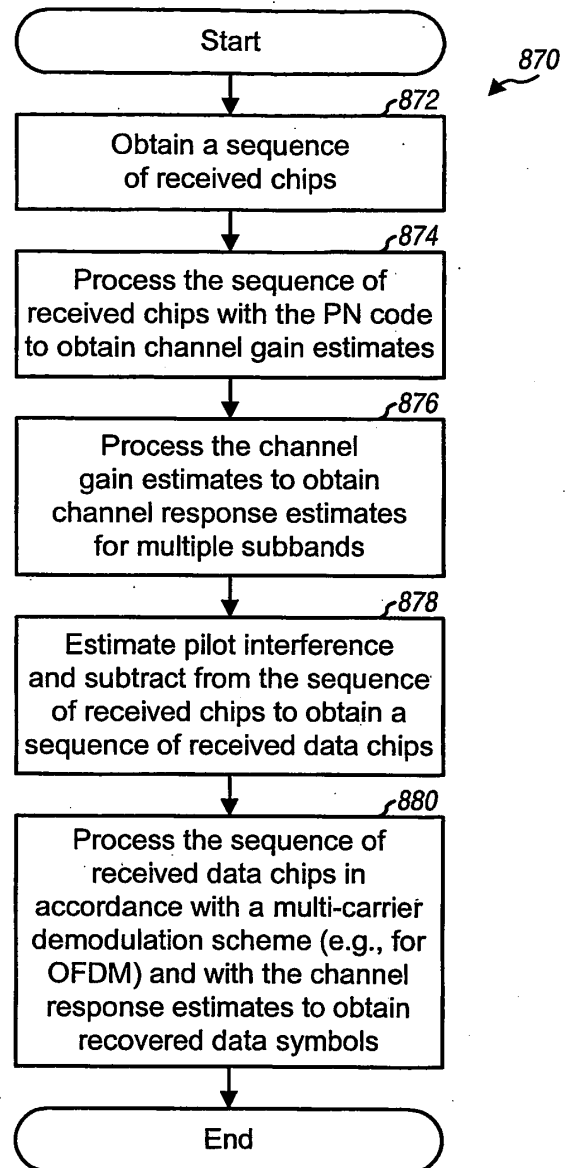 Start
870
872
Obtain a sequence
of received chips
874
Process the sequence of
received chips with the PN code
to obtain channel gain estimates
876
Process the channel
gain estimates to obtain
channel response estimates
for multiple subbands
878
Estimate pilot interference
and subtract from the sequence
of received chips to obtain a
sequence of received data chips
880
Process the sequence of
received data chips in
accordance with a multi-carrier
demodulation scheme (e.g., for
OFDM) and with the channel
response estimates to obtain
recovered data symbols
End